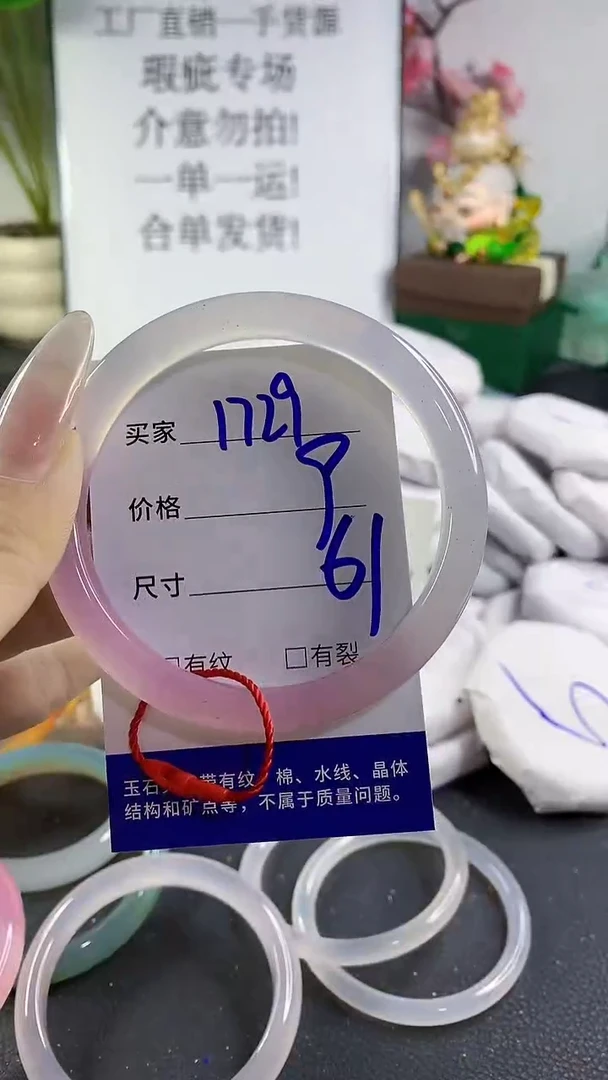 工厂直销一手货源
瑕疵专场
介意勿拍!
一单一运!
合单发货!
买家 1729
价格 9
尺寸 61
□有纹 □有裂
玉石 带有纹 棉、水线、晶体
结构和矿点等，不属于质量问题。